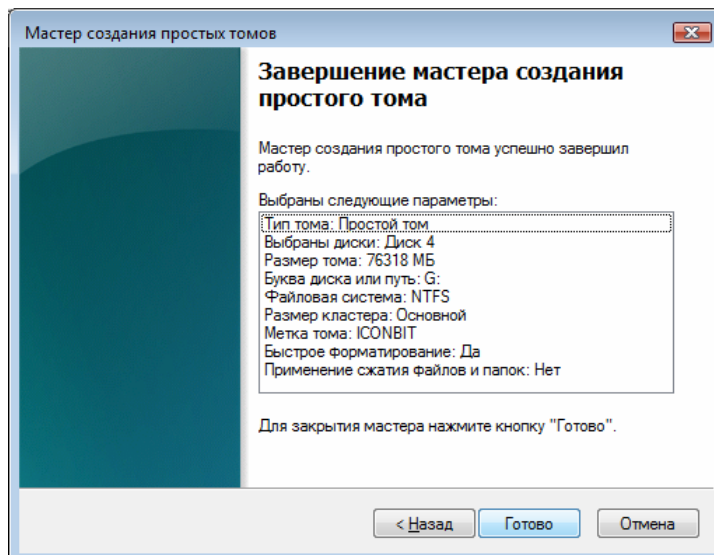 Мастер создания простых томов
Завершение мастера создания
простого тома
Мастер создания простого тома успешно завершил
работу.
Выбраны следующие параметры:
Тип тома: Простой том
Выбраны диски: Диск 4
Размер тома: 76318 МБ
Буква диска или путь: G:
Файловая система: NTFS
Размер кластера: Основной
Метка тома: ICONBIT
Быстрое форматирование: Да
Применение сжатия файлов и папок: Нет
Для закрытия мастера нажмите кнопку "Готово".
< Назад Готово Отмена